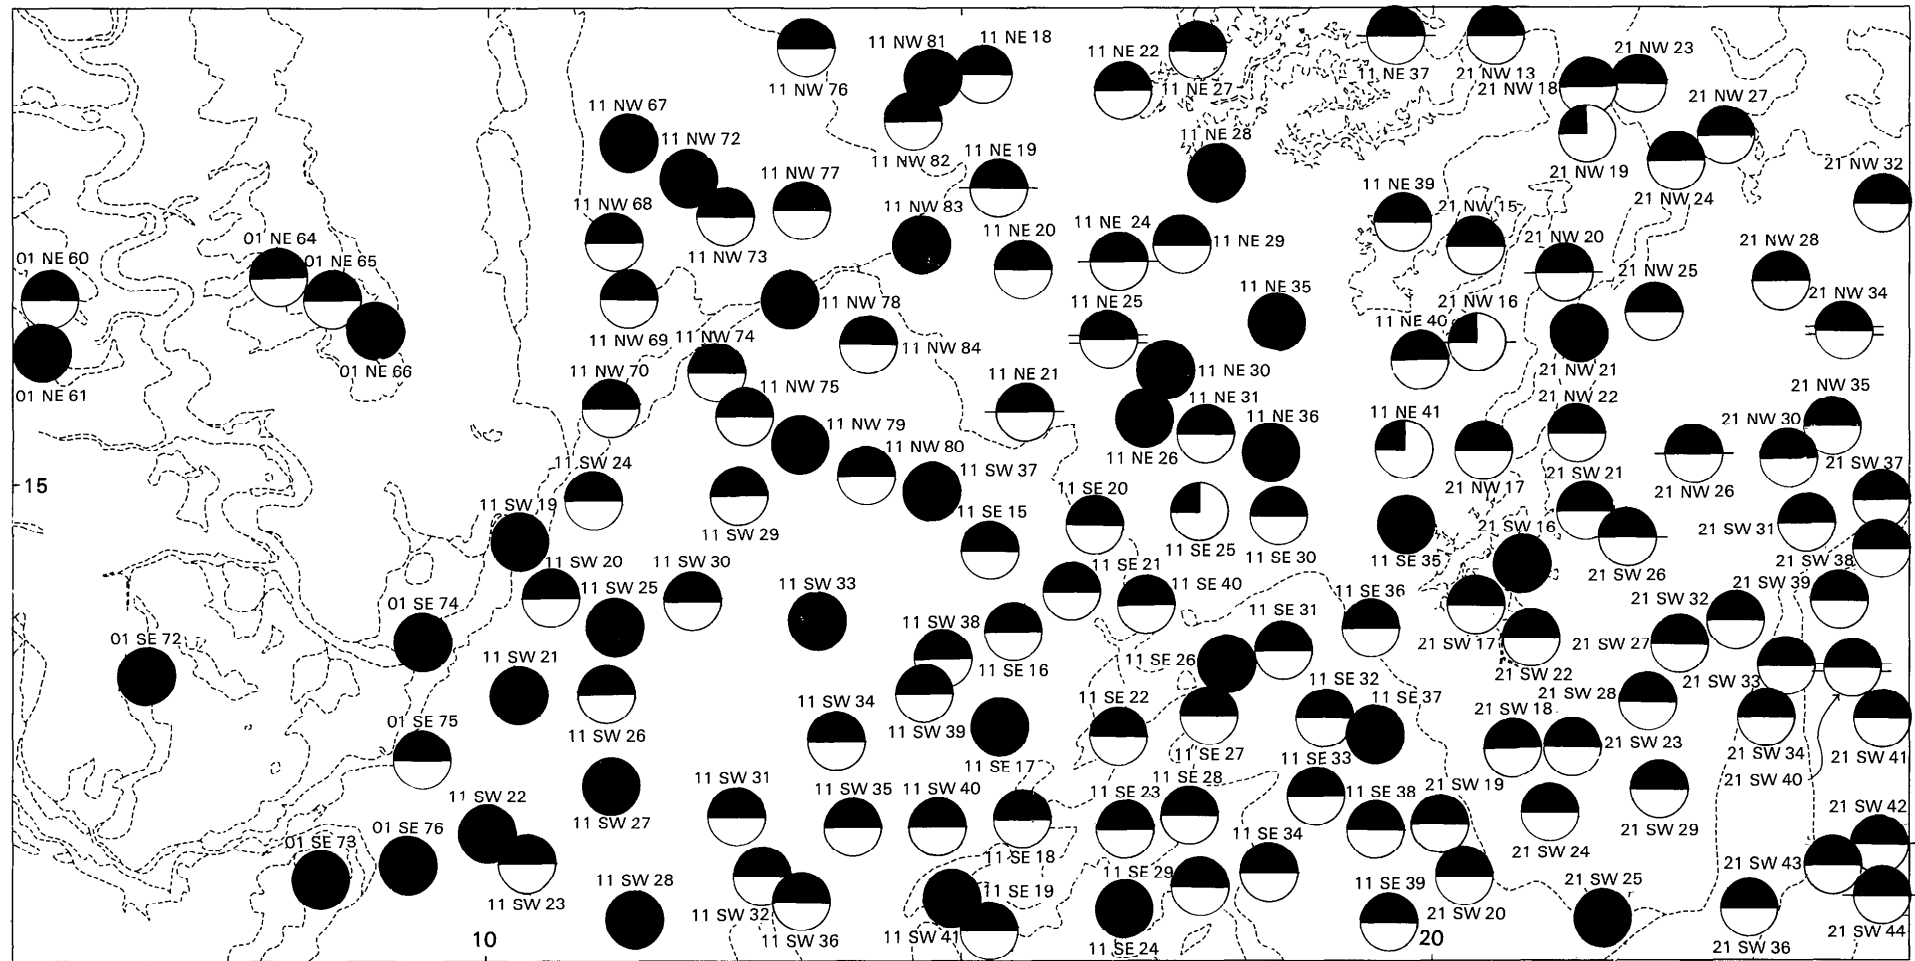 11 NW 81
11 NE 18
11 NE 22
21 NW 23
11 NW 76
11 NE 27
11 NE 37
21 NW 13
21 NW 18
21 NW 27
11 NW 67
11 NW 72
11 NW 82
11 NE 19
11 NE 28
21 NW 19
21 NW 24
21 NW 32
11 NW 77
11 NW 68
11 NW 83
11 NE 39
21 NW 15
11 NE 20
11 NE 24
11 NE 29
21 NW 20
21 NW 28
01 NE 64
01 NE 60
01 NE 65
11 NW 73
21 NW 25
11 NE 35
21 NW 34
11 NW 78
11 NE 25
21 NW 16
11 NE 40
11 NW 69
11 NW 74
11 NW 84
01 NE 66
01 NE 61
11 NW 70
11 NW 75
11 NE 21
11 NE 30
21 NW 21
21 NW 35
11 NE 31
11 NE 36
11 NE 41
21 NW 22
21 NW 30
11 NW 79
11 NW 80
11 NE 26
11 SW 24
11 SW 37
21 SW 21
21 SW 37
15
21 NW 17
21 NW 26
11 SW 19
11 SE 20
11 SE 15
11 SW 29
11 SE 25
11 SE 30
11 SE 35
21 SW 16
21 SW 31
11 SW 20
11 SW 30
11 SE 21
21 SW 26
21 SW 38
11 SW 25
11 SW 33
11 SE 40
11 SE 36
21 SW 39
01 SE 74
11 SE 31
21 SW 32
01 SE 72
11 SW 38
21 SW 17
21 SW 27
11 SW 21
11 SE 16
11 SE 26
21 SW 22
11 SE 32
21 SW 33
11 SW 34
11 SE 22
11 SE 37
21 SW 28
21 SW 18
01 SE 75
11 SW 26
11 SW 39
11 SE 27
21 SW 23
21 SW 34
21 SW 41
11 SE 17
11 SE 33
11 SW 31
11 SW 35
11 SW 40
11 SE 23
11 SE 28
11 SE 38
21 SW 19
21 SW 40
11 SW 22
11 SW 27
21 SW 29
21 SW 42
01 SE 73
01 SE 76
11 SE 18
11 SE 34
21 SW 24
21 SW 43
11 SW 28
11 SE 19
11 SE 29
11 SE 39
21 SW 25
11 SW 23
11 SW 32
21 SW 20
10
11 SW 36
11 SW 41
11 SE 24
20
21 SW 36
21 SW 44